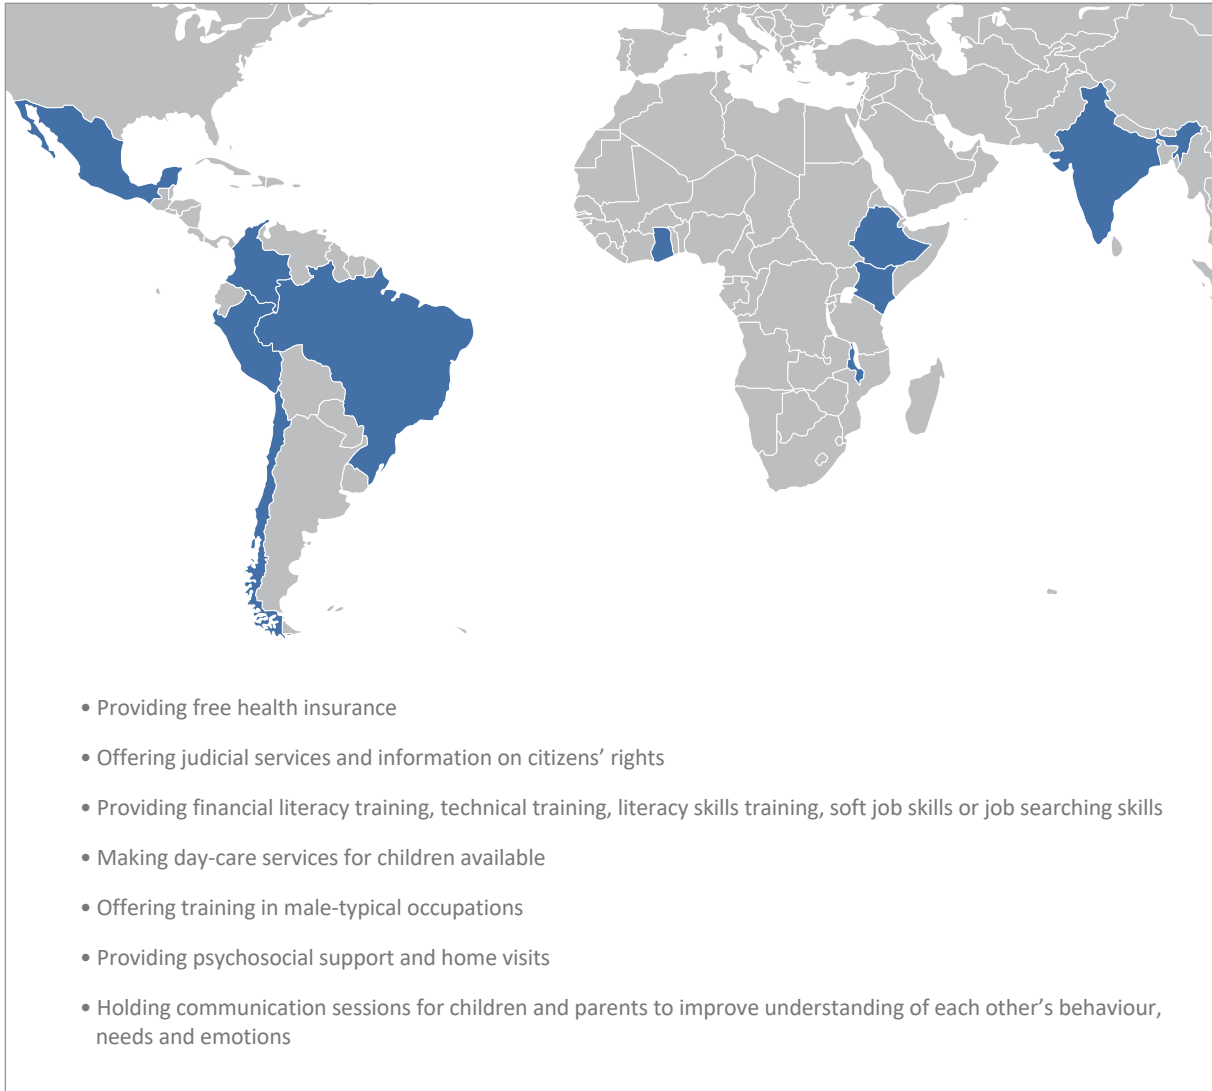 • Providing free health insurance
• Offering judicial services and information on citizens’ rights
• Providing financial literacy training, technical training, literacy skills training, soft job skills or job searching skills
• Making day-care services for children available
• Offering training in male-typical occupations
• Providing psychosocial support and home visits
• Holding communication sessions for children and parents to improve understanding of each other’s behaviour,
needs and emotions